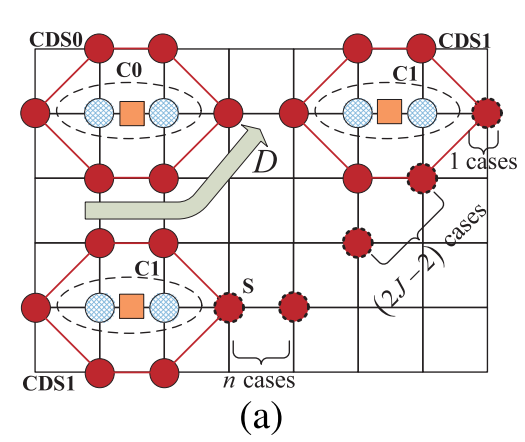 CDS0
CDS1
C0
C1
D
1 cases
(2J − 2) cases
C1
S
CDS1
n cases
(a)